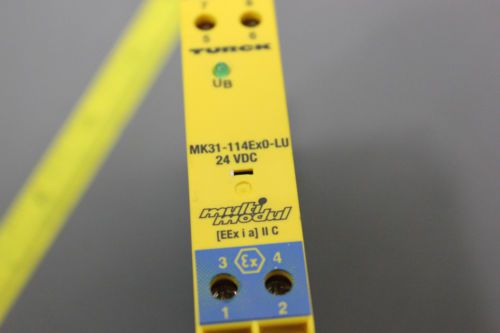 7 8
5 6
TURCK
UB
MK31-114Ex0-LU
24 VDC
multi
modul
[EEx i a] II C
3 Ex 4
1 2